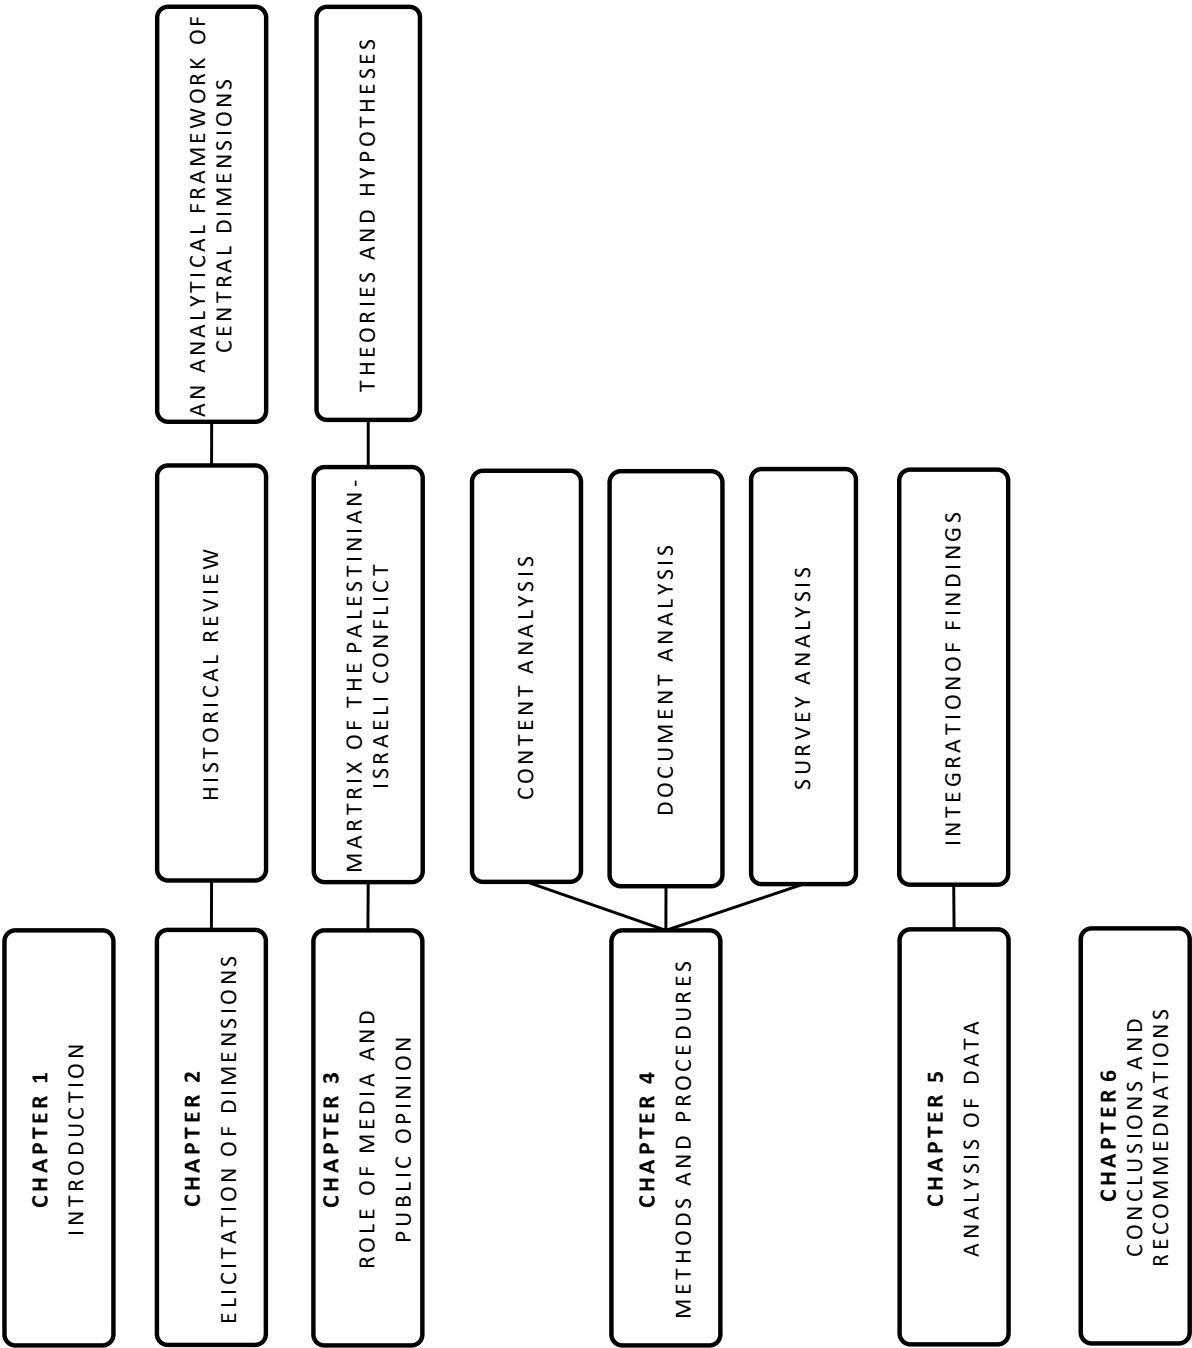 CHAPTER 1
INTRODUCTION
CHAPTER 2
ELICITATION OF DIMENSIONS
HISTORICAL REVIEW
AN ANALYTICAL FRAMEWORK OF
CENTRAL DIMENSIONS
CHAPTER 3
ROLE OF MEDIA AND
PUBLIC OPINION
MARTRIX OF THE PALESTINIAN-
ISRAELI CONFLICT
THEORIES AND HYPOTHESES
CHAPTER 4
METHODS AND PROCEDURES
CONTENT ANALYSIS
DOCUMENT ANALYSIS
SURVEY ANALYSIS
CHAPTER 5
ANALYSIS OF DATA
INTEGRATIONOF FINDINGS
CHAPTER 6
CONCLUSIONS AND
RECOMMEDNATIONS